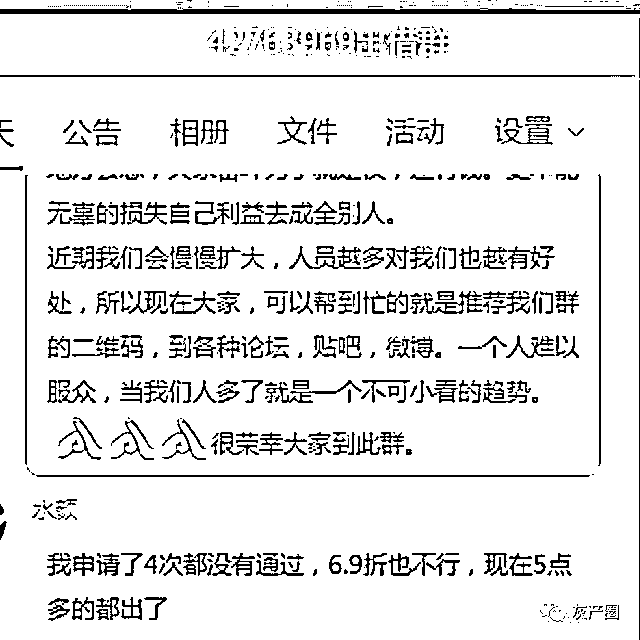 公告 相册 文件 活动 设置
无辜的损失自己利益去成全别人。
近期我们会慢慢扩大，人员越多对我们也越有好
处，所以现在大家，可以帮到忙的就是推荐我们群
的二维码，到各种论坛，贴吧，微博。一个人难以
服众，当我们人多了就是一个不可小看的趋势。
很荣幸大家到此群。
水颜
我申请了4次都没有通过，6.9折也不行，现在5点
多的都出了
灰产圈